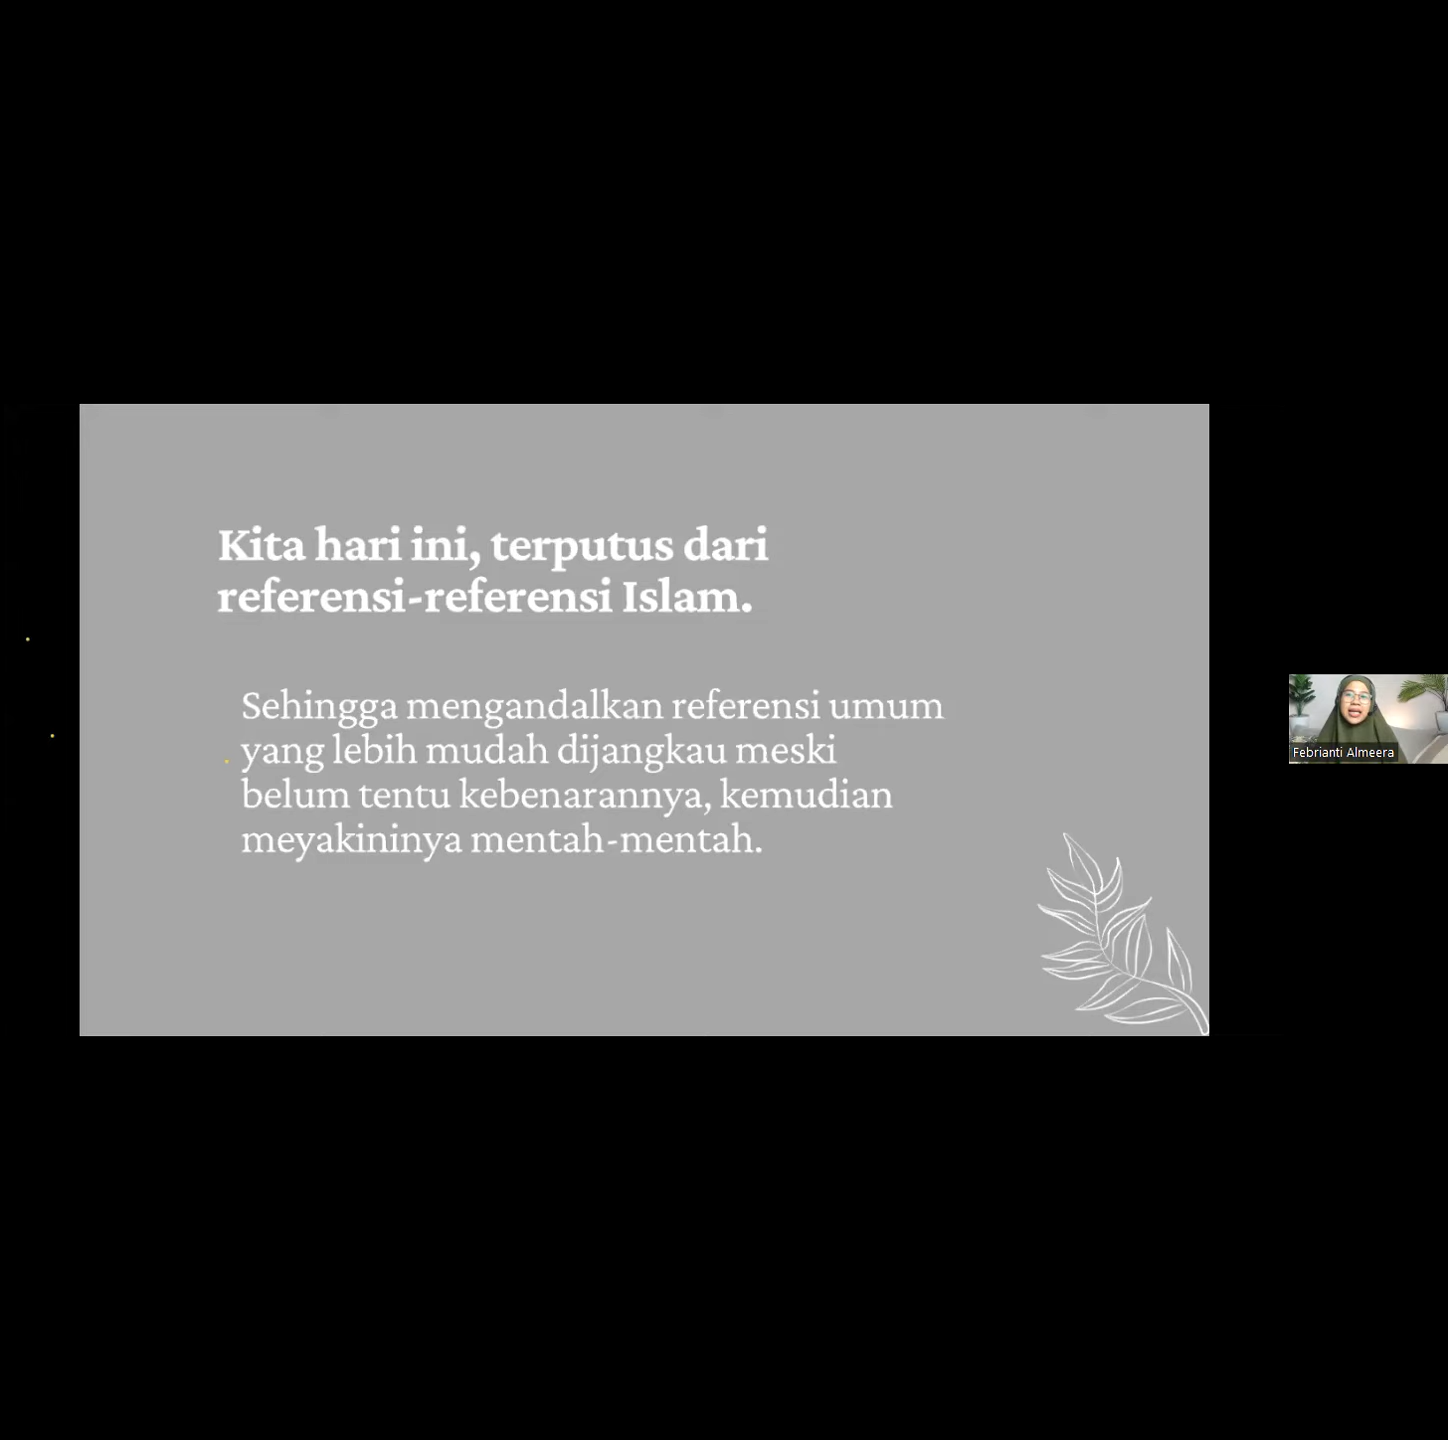 Kita hari ini, terputus dari
referensi-referensi Islam.
Sehingga mengandalkan referensi umum
yang lebih mudah dijangkau meski
belum tentu kebenarannya, kemudian
meyakininya mentah-mentah.
Febrianti Almeera